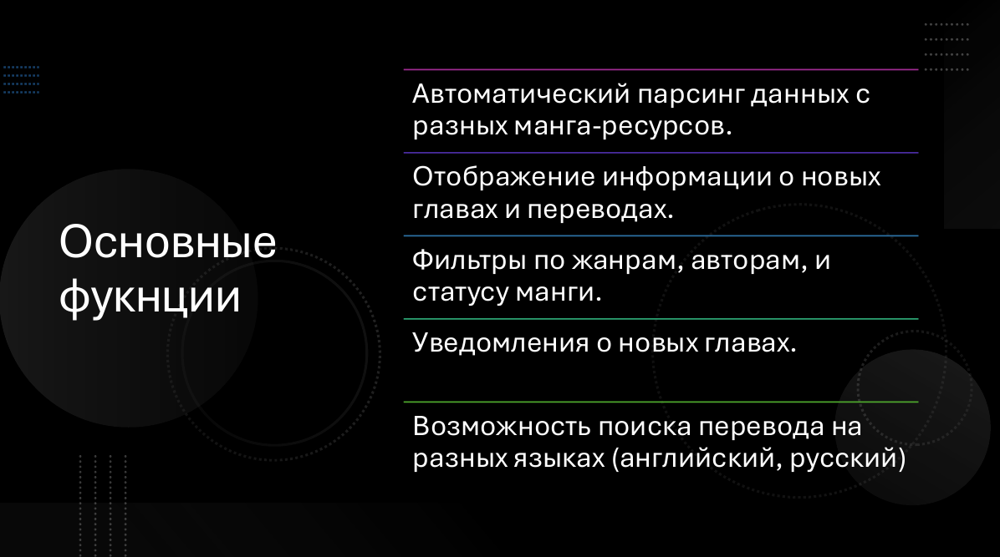 Основные
фукнции
Автоматический парсинг данных с
разных манга-ресурсов.
Отображение информации о новых
главах и переводах.
Фильтры по жанрам, авторам, и
статусу манги.
Уведомления о новых главах.
Возможность поиска перевода на
разных языках (английский, русский)